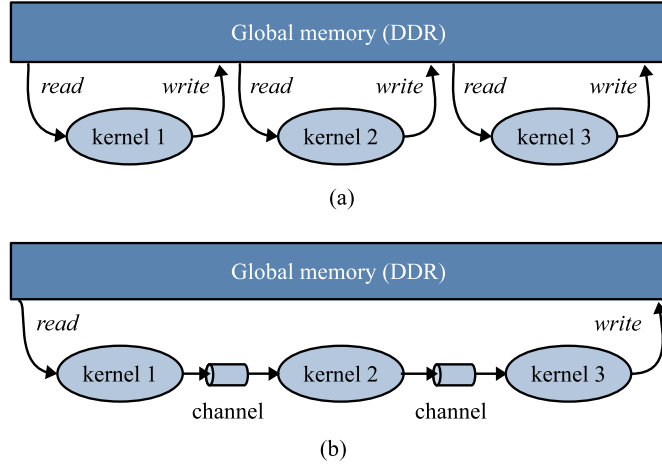 Global memory (DDR)
read write read write read write
kernel 1 kernel 2 kernel 3
(a)
Global memory (DDR)
read write
kernel 1 kernel 2 kernel 3
channel channel
(b)